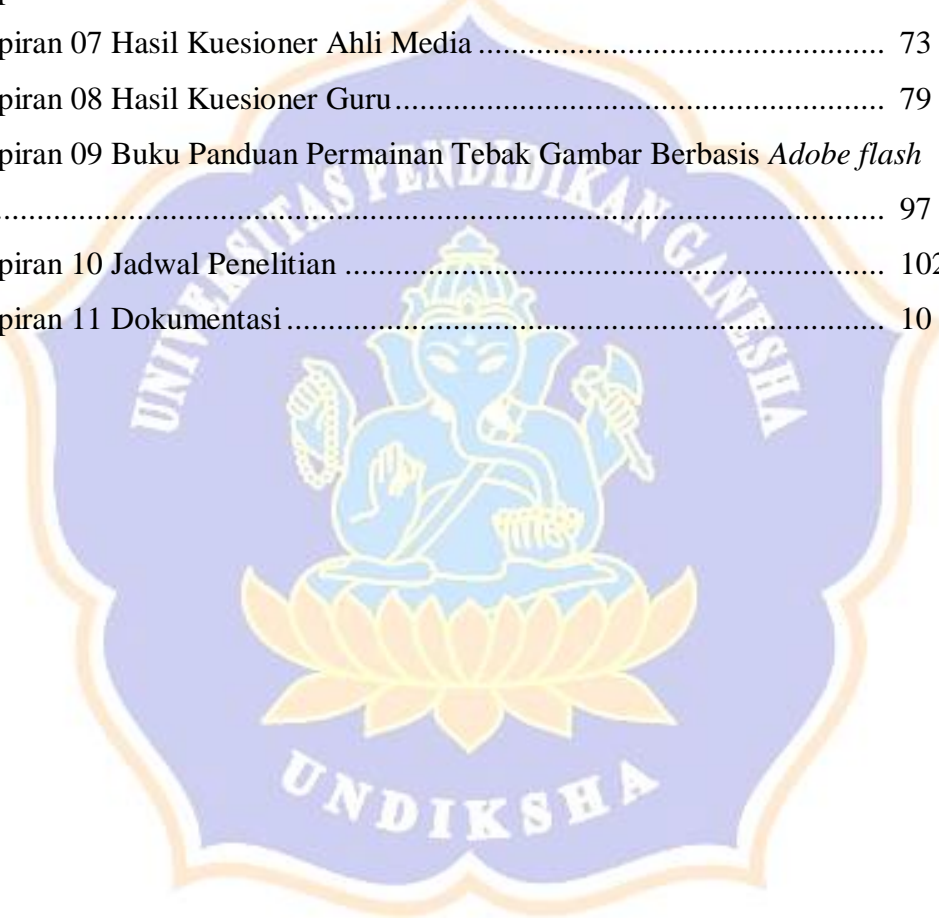 piran 07 Hasil Kuesioner Ahli Media ................................................ 73
piran 08 Hasil Kuesioner Guru.......................................................... 79
piran 09 Buku Panduan Permainan Tebak Gambar Berbasis Adobe flash
......................................................................................................... 97
piran 10 Jadwal Penelitian ................................................................ 102
piran 11 Dokumentasi ....................................................................... 10
UNIVERSITAS PENDIDIKAN GANESHA
UNDIKSHA